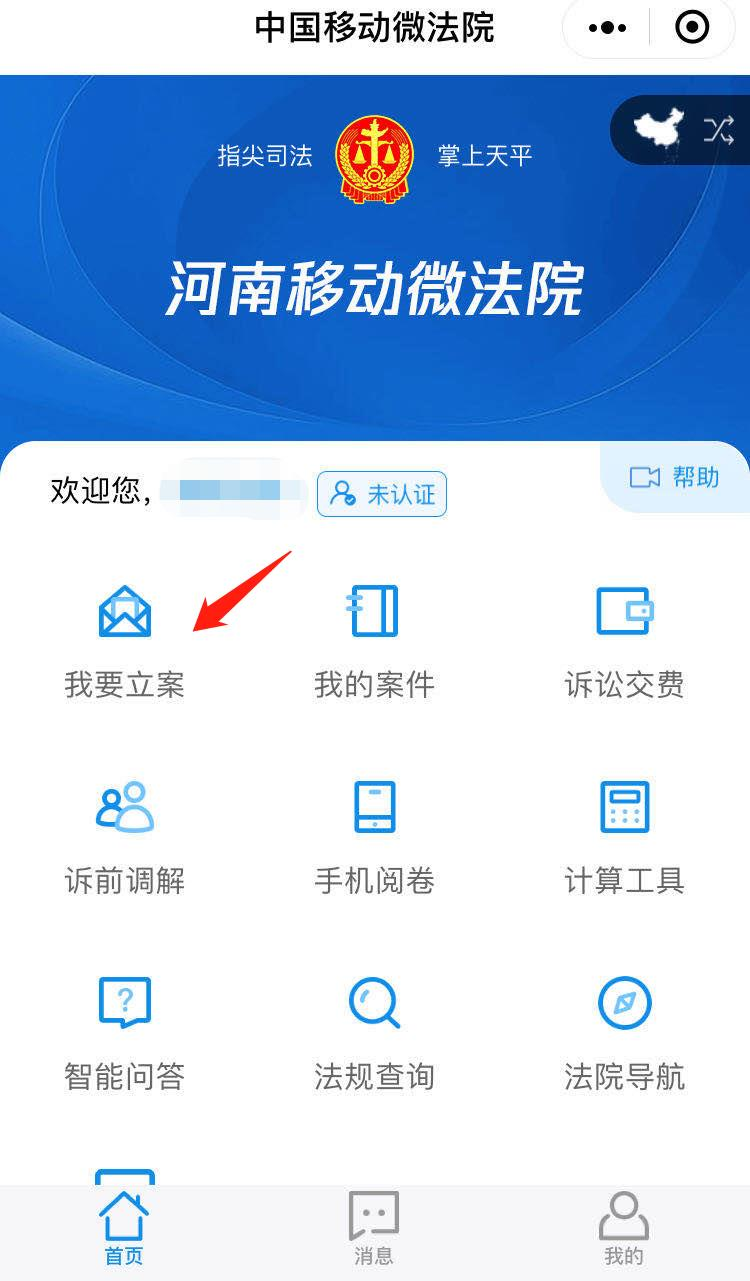 中国移动微法院
指尖司法 掌上天平
河南移动微法院
欢迎您, 未认证 帮助
我要立案 我的案件 诉讼交费
诉前调解 手机阅卷 计算工具
?
智能问答 法规查询 法院导航
首页 消息 我的